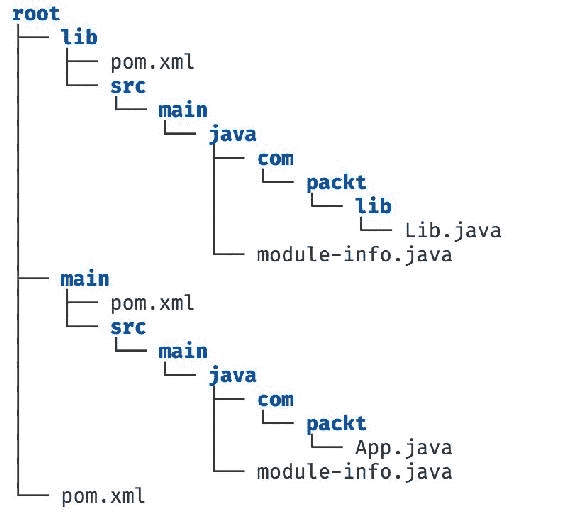 root
lib
pom.xml
src
main
java
com
packt
lib
Lib.java
module-info.java
main
pom.xml
src
main
java
com
packt
App.java
module-info.java
pom.xml